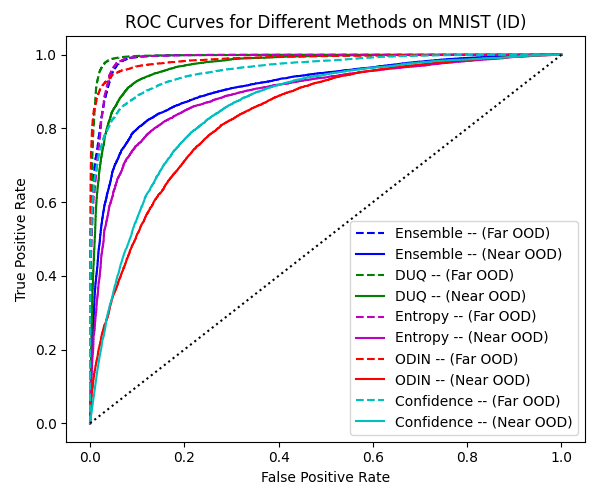 ROC Curves for Different Methods on MNIST (ID)
True Positive Rate
1.0
0.8
0.6
0.4
0.2
0.0
Ensemble -- (Far OOD)
Ensemble -- (Near OOD)
DUQ -- (Far OOD)
DUQ -- (Near OOD)
Entropy -- (Far OOD)
Entropy -- (Near OOD)
ODIN -- (Far OOD)
ODIN -- (Near OOD)
Confidence -- (Far OOD)
Confidence -- (Near OOD)
0.0 0.2 0.4 0.6 0.8 1.0
False Positive Rate